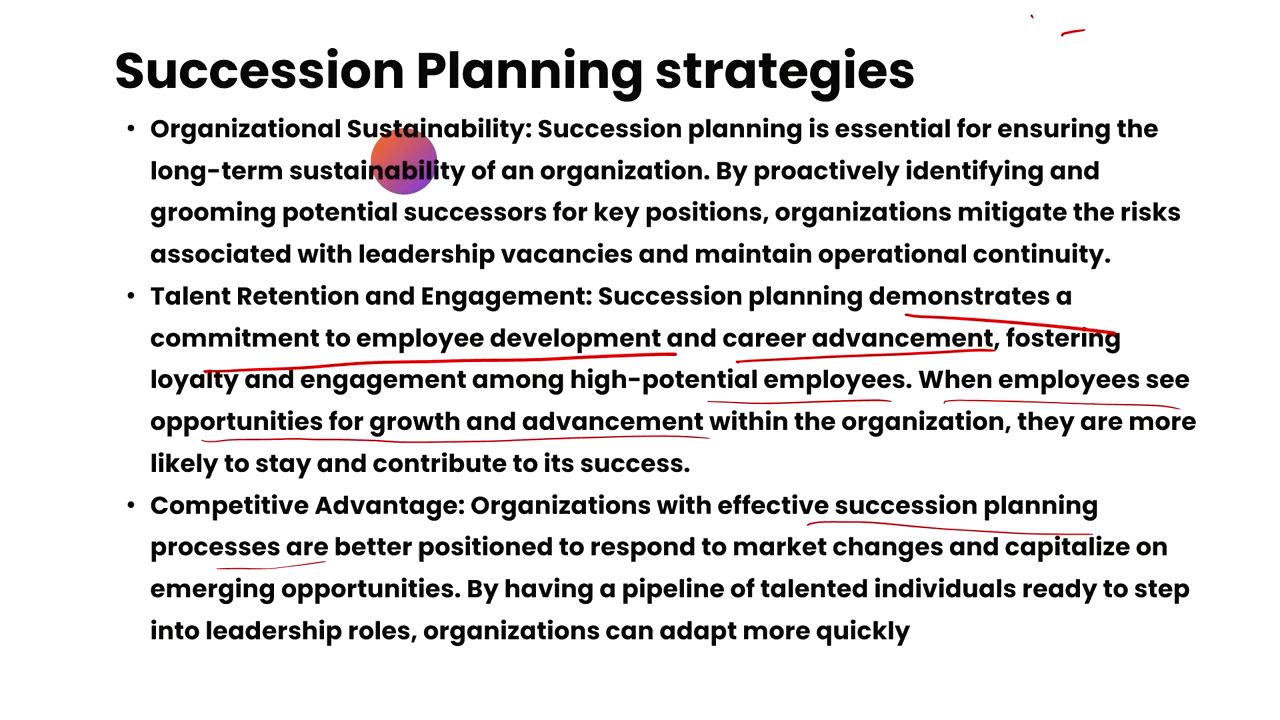 Succession Planning strategies
• Organizational Sustainability: Succession planning is essential for ensuring the
long-term sustainability of an organization. By proactively identifying and
grooming potential successors for key positions, organizations mitigate the risks
associated with leadership vacancies and maintain operational continuity.
• Talent Retention and Engagement: Succession planning demonstrates a
commitment to employee development and career advancement, fostering
loyalty and engagement among high-potential employees. When employees see
opportunities for growth and advancement within the organization, they are more
likely to stay and contribute to its success.
• Competitive Advantage: Organizations with effective succession planning
processes are better positioned to respond to market changes and capitalize on
emerging opportunities. By having a pipeline of talented individuals ready to step
into leadership roles, organizations can adapt more quickly